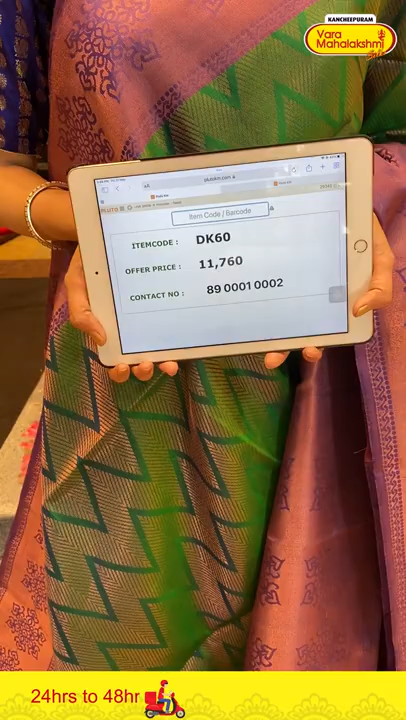 KANCHEEPURAM
Vara
Mahalakshmi
Silks
Item Code / Barcode
ITEMCODE : DK60
OFFER PRICE : 11,760
CONTACT NO : 89 0001 0002
24hrs to 48hr